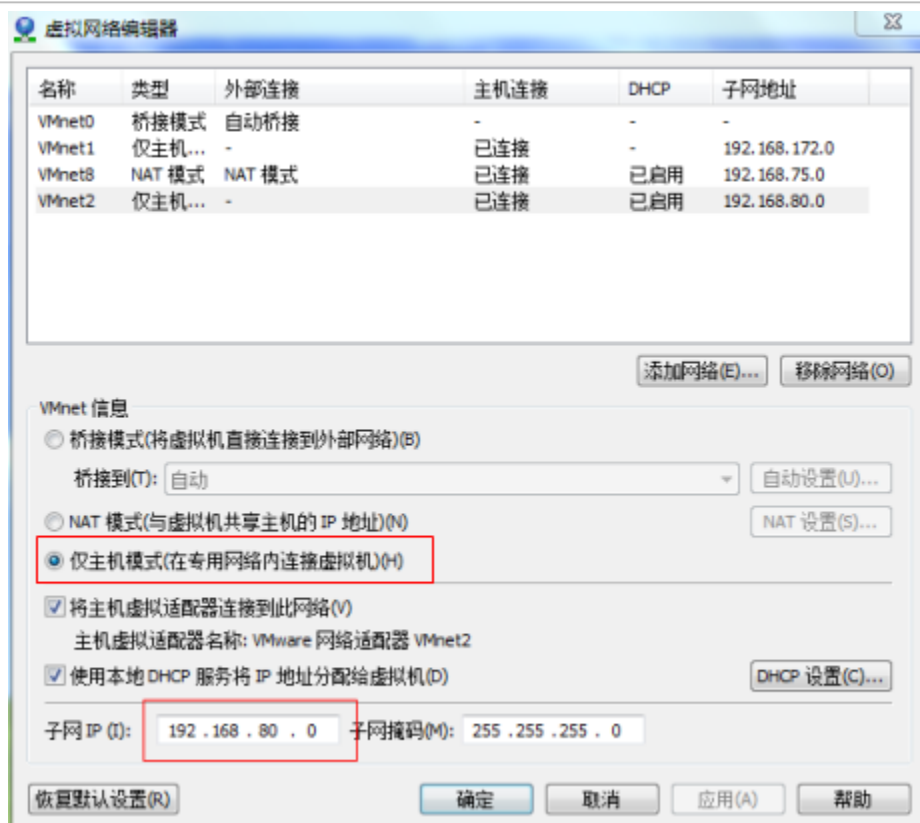 虚拟网络编辑器
名称 类型 外部连接 主机连接 DHCP 子网地址
VMnet0 桥接模式 自动桥接 - - -
VMnet1 仅主机... - 已连接 - 192.168.172.0
VMnet8 NAT 模式 NAT 模式 已连接 已启用 192.168.75.0
VMnet2 仅主机... - 已连接 已启用 192.168.80.0
添加网络(E)... 移除网络(O)
VMnet 信息
桥接模式(将虚拟机直接连接到外部网络)(B)
桥接到(T): 自动 自动设置(U)...
NAT 模式(与虚拟机共享主机的 IP 地址)(N) NAT 设置(S)...
仅主机模式(在专用网络内连接虚拟机)(H)
将主机虚拟适配器连接到此网络(V)
主机虚拟适配器名称: VMware 网络适配器 VMnet2
使用本地 DHCP 服务将 IP 地址分配给虚拟机(D) DHCP 设置(C)...
子网 IP (I): 192 . 168 . 80 . 0 子网掩码(M): 255 . 255 . 255 . 0
恢复默认设置(R) 确定 取消 应用(A) 帮助